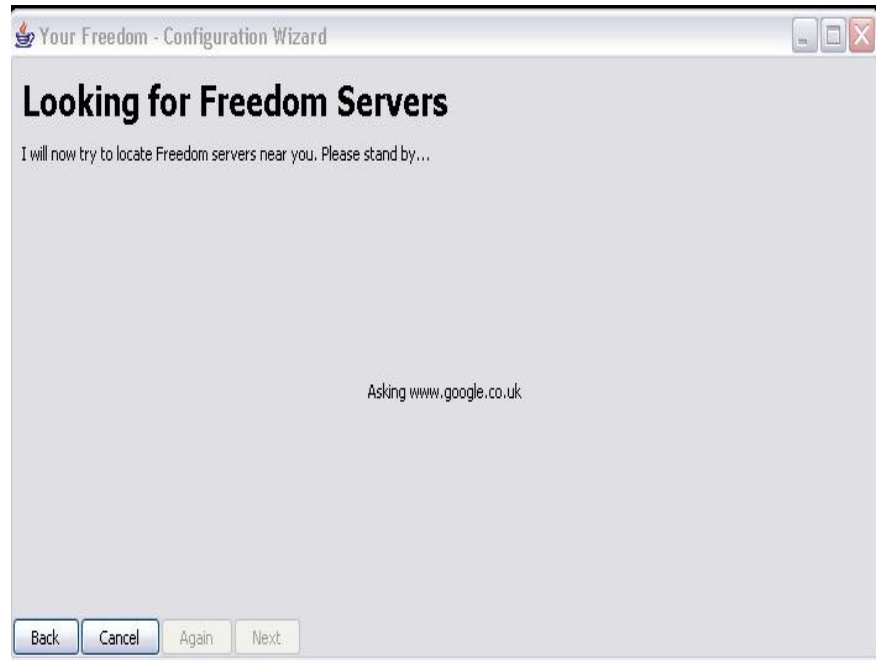 Your Freedom - Configuration Wizard
Looking for Freedom Servers
I will now try to locate Freedom servers near you. Please stand by...
Asking www.google.co.uk
Back Cancel Again Next